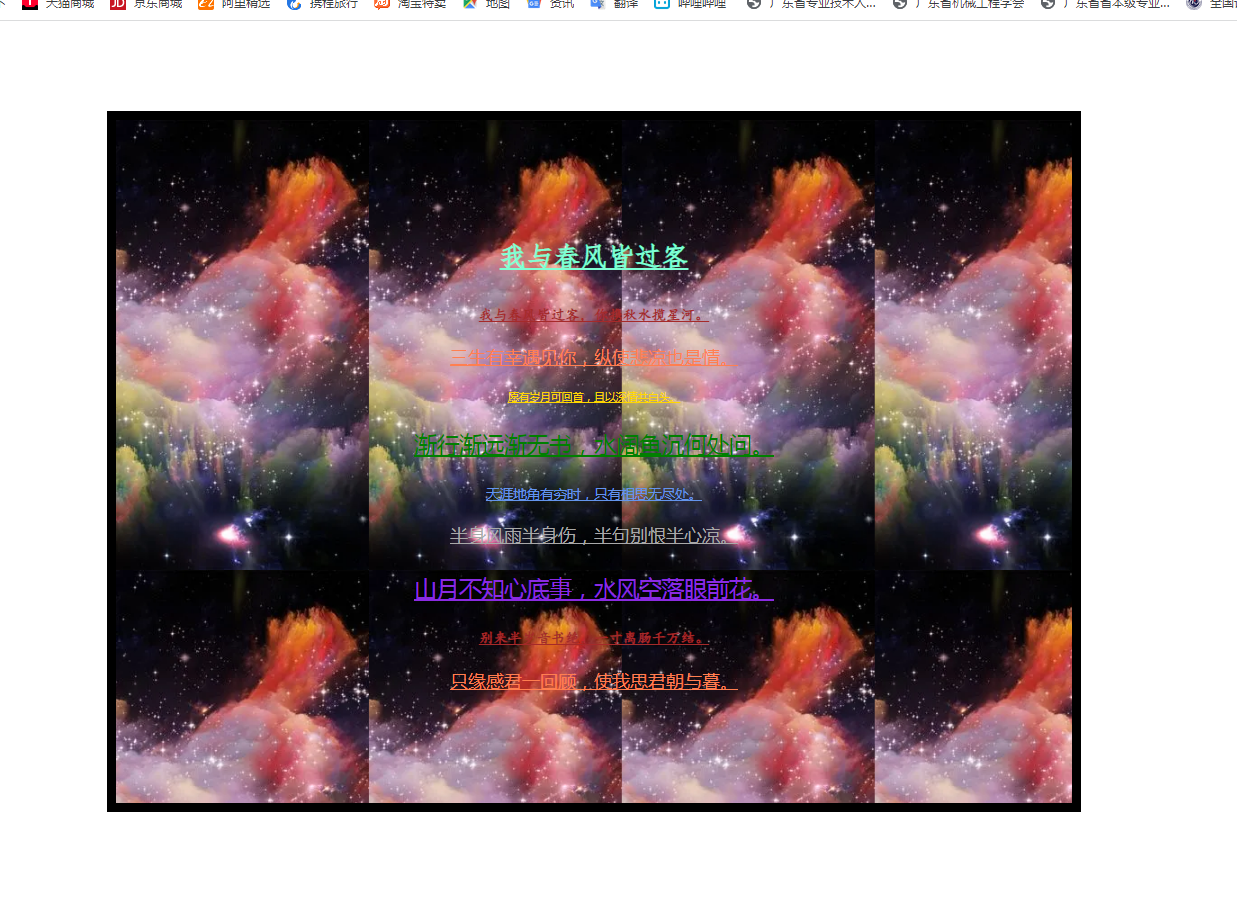 天猫商城 京东商城 阿里精选 携程旅行 淘宝特卖 地图 资讯 翻译 哔哩哔哩 广东省专业技术人... 广东省机械工程学会 广东省省本级专业... 全国
我与春风皆过客
我与春风皆过客，秋水揽星河。
三生有幸遇见你，纵使悲凉也是情。
愿有岁月可回首，且以深情共白头。
渐行渐远渐无书，水阔鱼沉何处问。
天涯地角有穷时，只有相思无尽处。
半身风雨半身伤，半句别恨半心凉。
山月不知心底事，水风空落眼前花。
别来半音书，寸离肠千万结。
只缘感君一回顾，使我思君朝与暮。